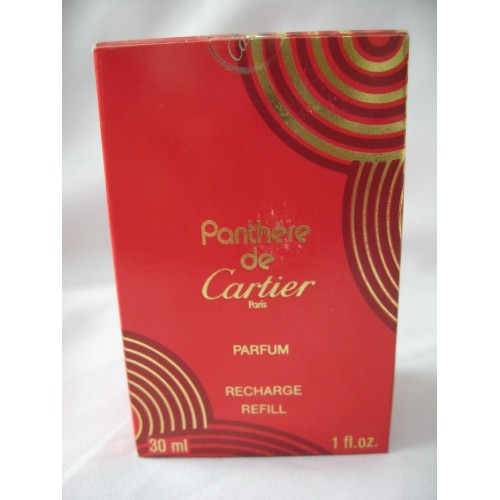 Panthère
de
Cartier
Paris
PARFUM
RECHARGE
REFILL
30 ml 1 fl.oz.